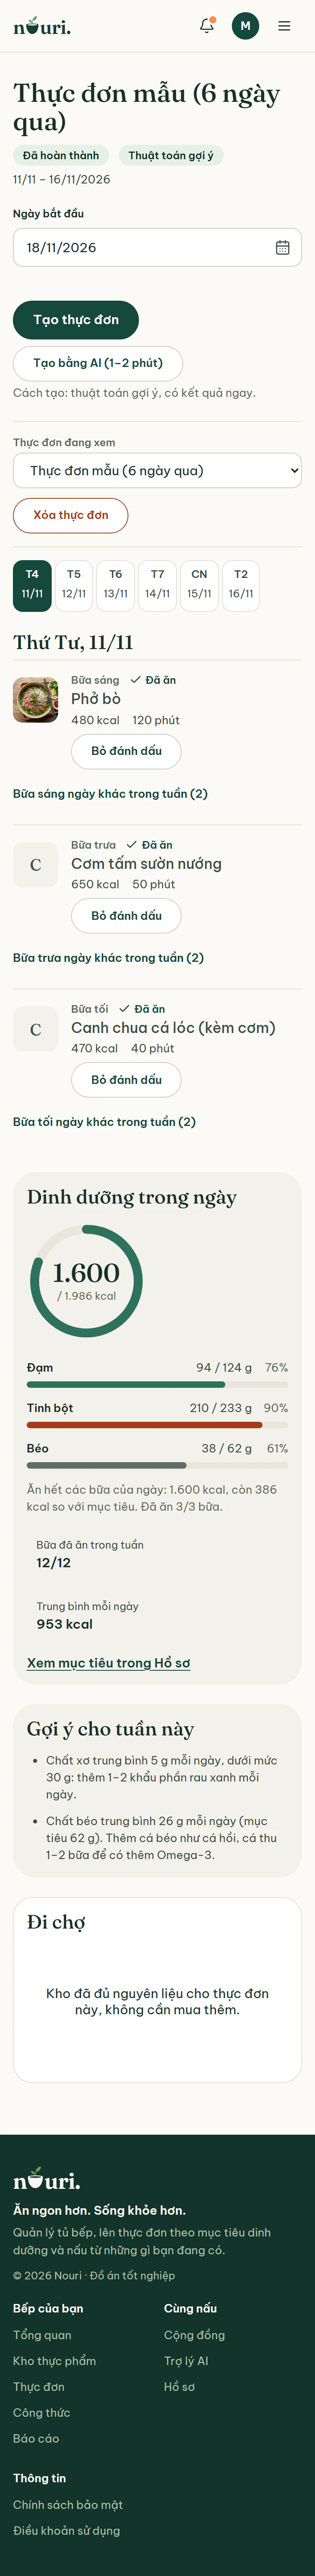 nouri.
M
Thực đơn mẫu (6 ngày
qua)
Đã hoàn thành Thuật toán gợi ý
11/11 – 16/11/2026
Ngày bắt đầu
18/11/2026
Tạo thực đơn
Tạo bằng AI (1–2 phút)
Cách tạo: thuật toán gợi ý, có kết quả ngay.
Thực đơn đang xem
Thực đơn mẫu (6 ngày qua)
Xóa thực đơn
T4 T5 T6 T7 CN T2
11/11 12/11 13/11 14/11 15/11 16/11
Thứ Tư, 11/11
Bữa sáng Đã ăn
Phở bò
480 kcal 120 phút
Bỏ đánh dấu
Bữa sáng ngày khác trong tuần (2)
Bữa trưa Đã ăn
C
Cơm tấm sườn nướng
650 kcal 50 phút
Bỏ đánh dấu
Bữa trưa ngày khác trong tuần (2)
Bữa tối Đã ăn
C
Canh chua cá lóc (kèm cơm)
470 kcal 40 phút
Bỏ đánh dấu
Bữa tối ngày khác trong tuần (2)
Dinh dưỡng trong ngày
1.600
/ 1.986 kcal
Đạm 94 / 124 g 76%
Tinh bột 210 / 233 g 90%
Béo 38 / 62 g 61%
Ăn hết các bữa của ngày: 1.600 kcal, còn 386
kcal so với mục tiêu. Đã ăn 3/3 bữa.
Bữa đã ăn trong tuần
12/12
Trung bình mỗi ngày
953 kcal
Xem mục tiêu trong Hồ sơ
Gợi ý cho tuần này
• Chất xơ trung bình 5 g mỗi ngày, dưới mức
30 g: thêm 1–2 khẩu phần rau xanh mỗi
ngày.
• Chất béo trung bình 26 g mỗi ngày (mục
tiêu 62 g). Thêm cá béo như cá hồi, cá thu
1–2 bữa để có thêm Omega-3.
Đi chợ
Kho đã đủ nguyên liệu cho thực đơn
này, không cần mua thêm.
nouri.
Ăn ngon hơn. Sống khỏe hơn.
Quản lý tủ bếp, lên thực đơn theo mục tiêu dinh
dưỡng và nấu từ những gì bạn đang có.
© 2026 Nouri · Đồ án tốt nghiệp
Bếp của bạn
Tổng quan
Kho thực phẩm
Thực đơn
Công thức
Báo cáo
Cùng nấu
Cộng đồng
Trợ lý AI
Hồ sơ
Thông tin
Chính sách bảo mật
Điều khoản sử dụng